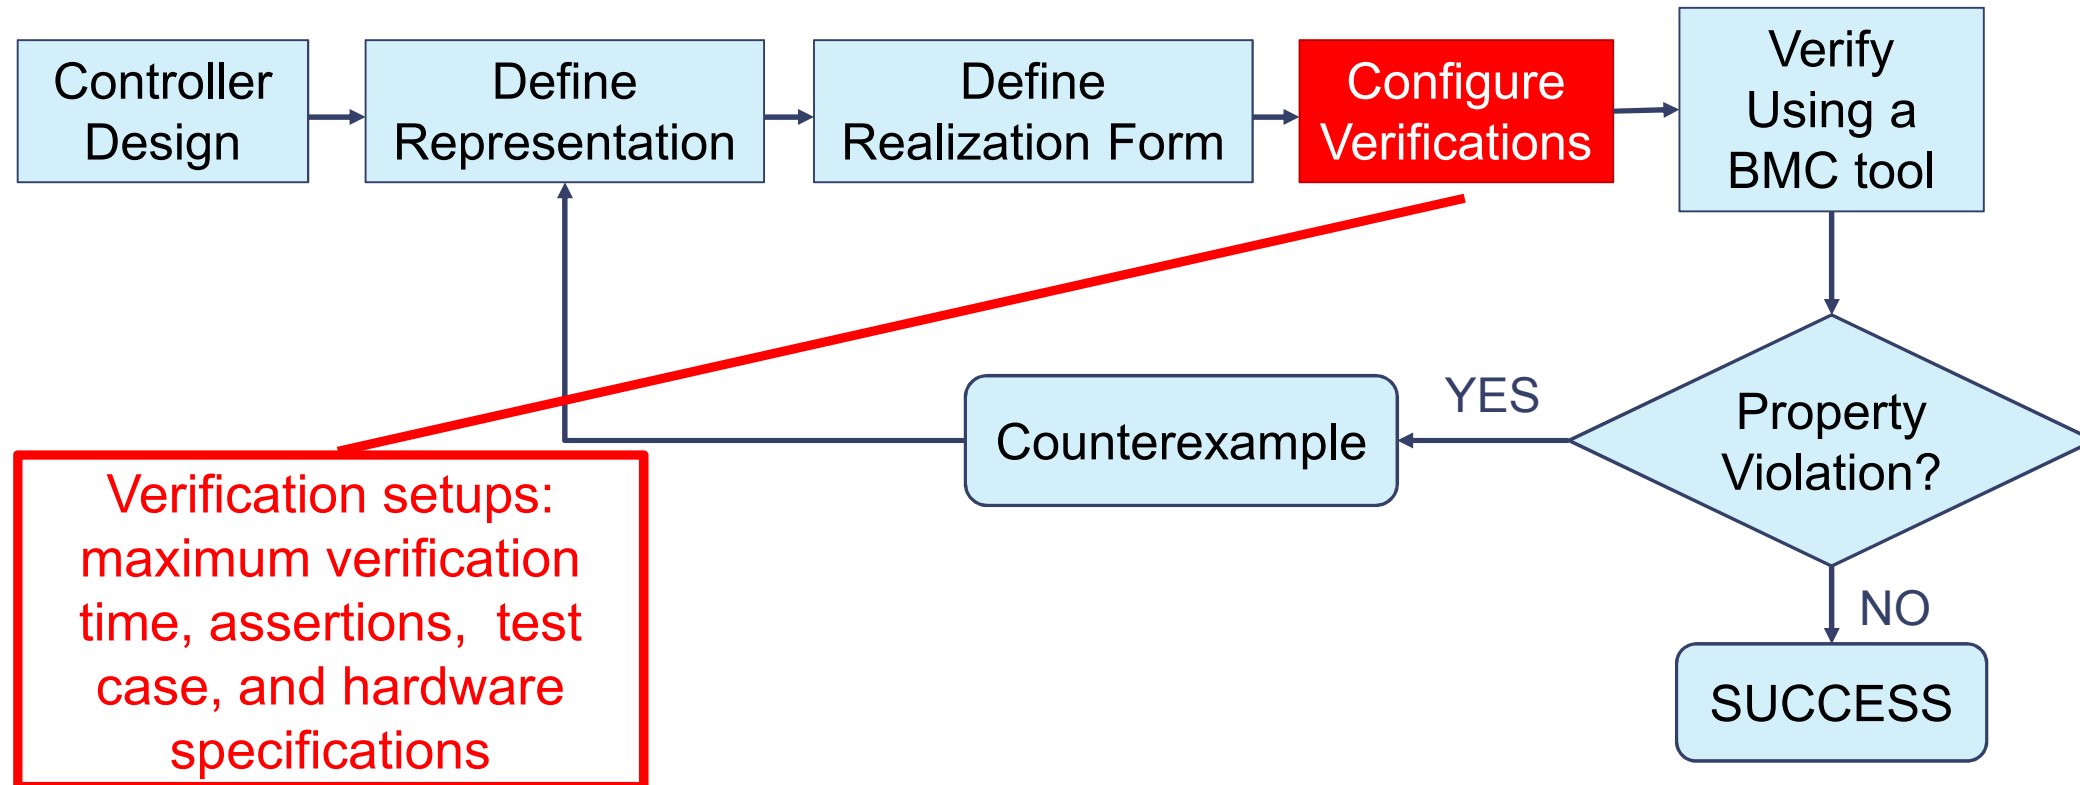 Controller
Design
Define
Representation
Define
Realization Form
Configure
Verifications
Verify
Using a
BMC tool
Property
Violation?
YES
Counterexample
NO
SUCCESS
Verification setups:
maximum verification
time, assertions,  test
case, and hardware
specifications